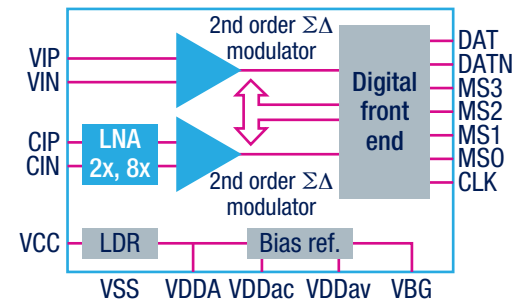 2nd order ΣΔ
modulator
VIP
VIN
Digital
front
end
DAT
DATN
MS3
MS2
MS1
MS0
CLK
CIP
CIN
LNA
2x, 8x
2nd order ΣΔ
modulator
VCC
LDR
Bias ref.
VSS
VDDA
VDDac
VDDav
VBG